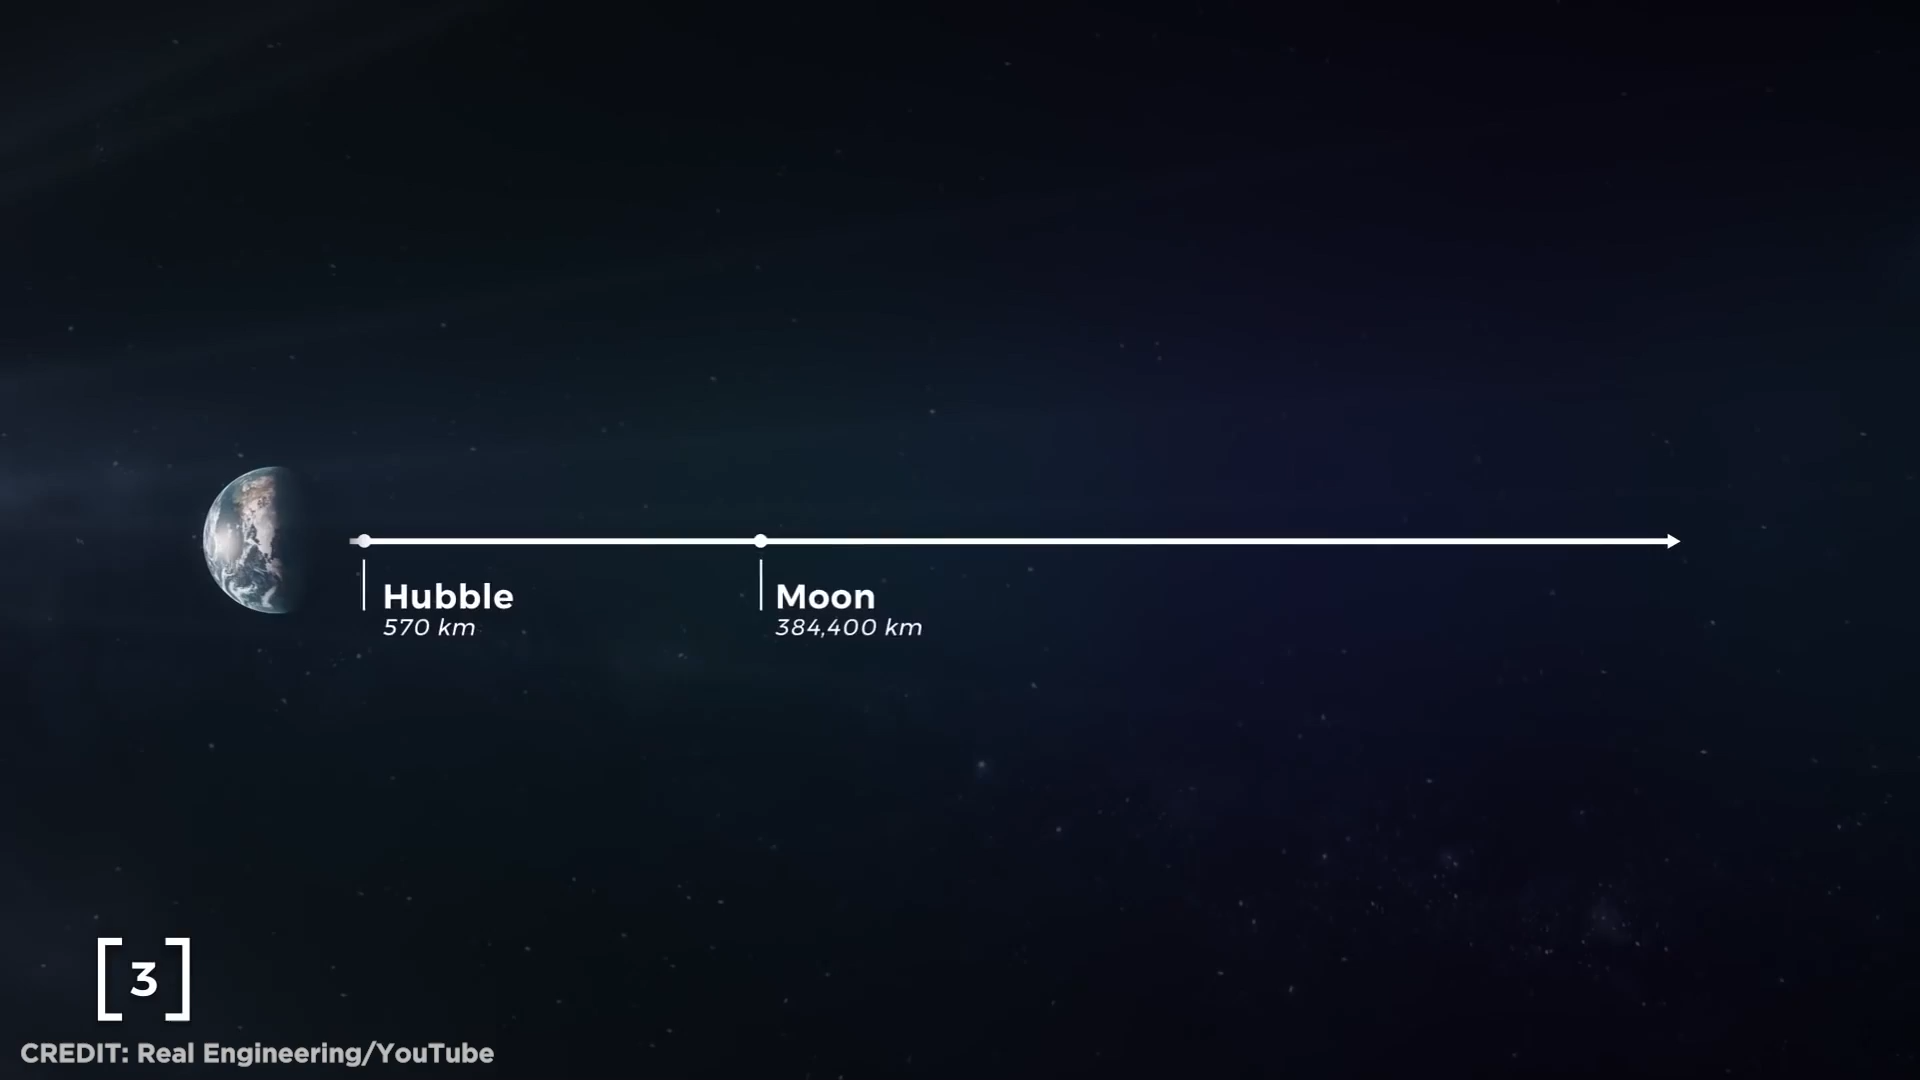 Hubble
570 km
Moon
384,400 km
[3]
CREDIT: Real Engineering/YouTube